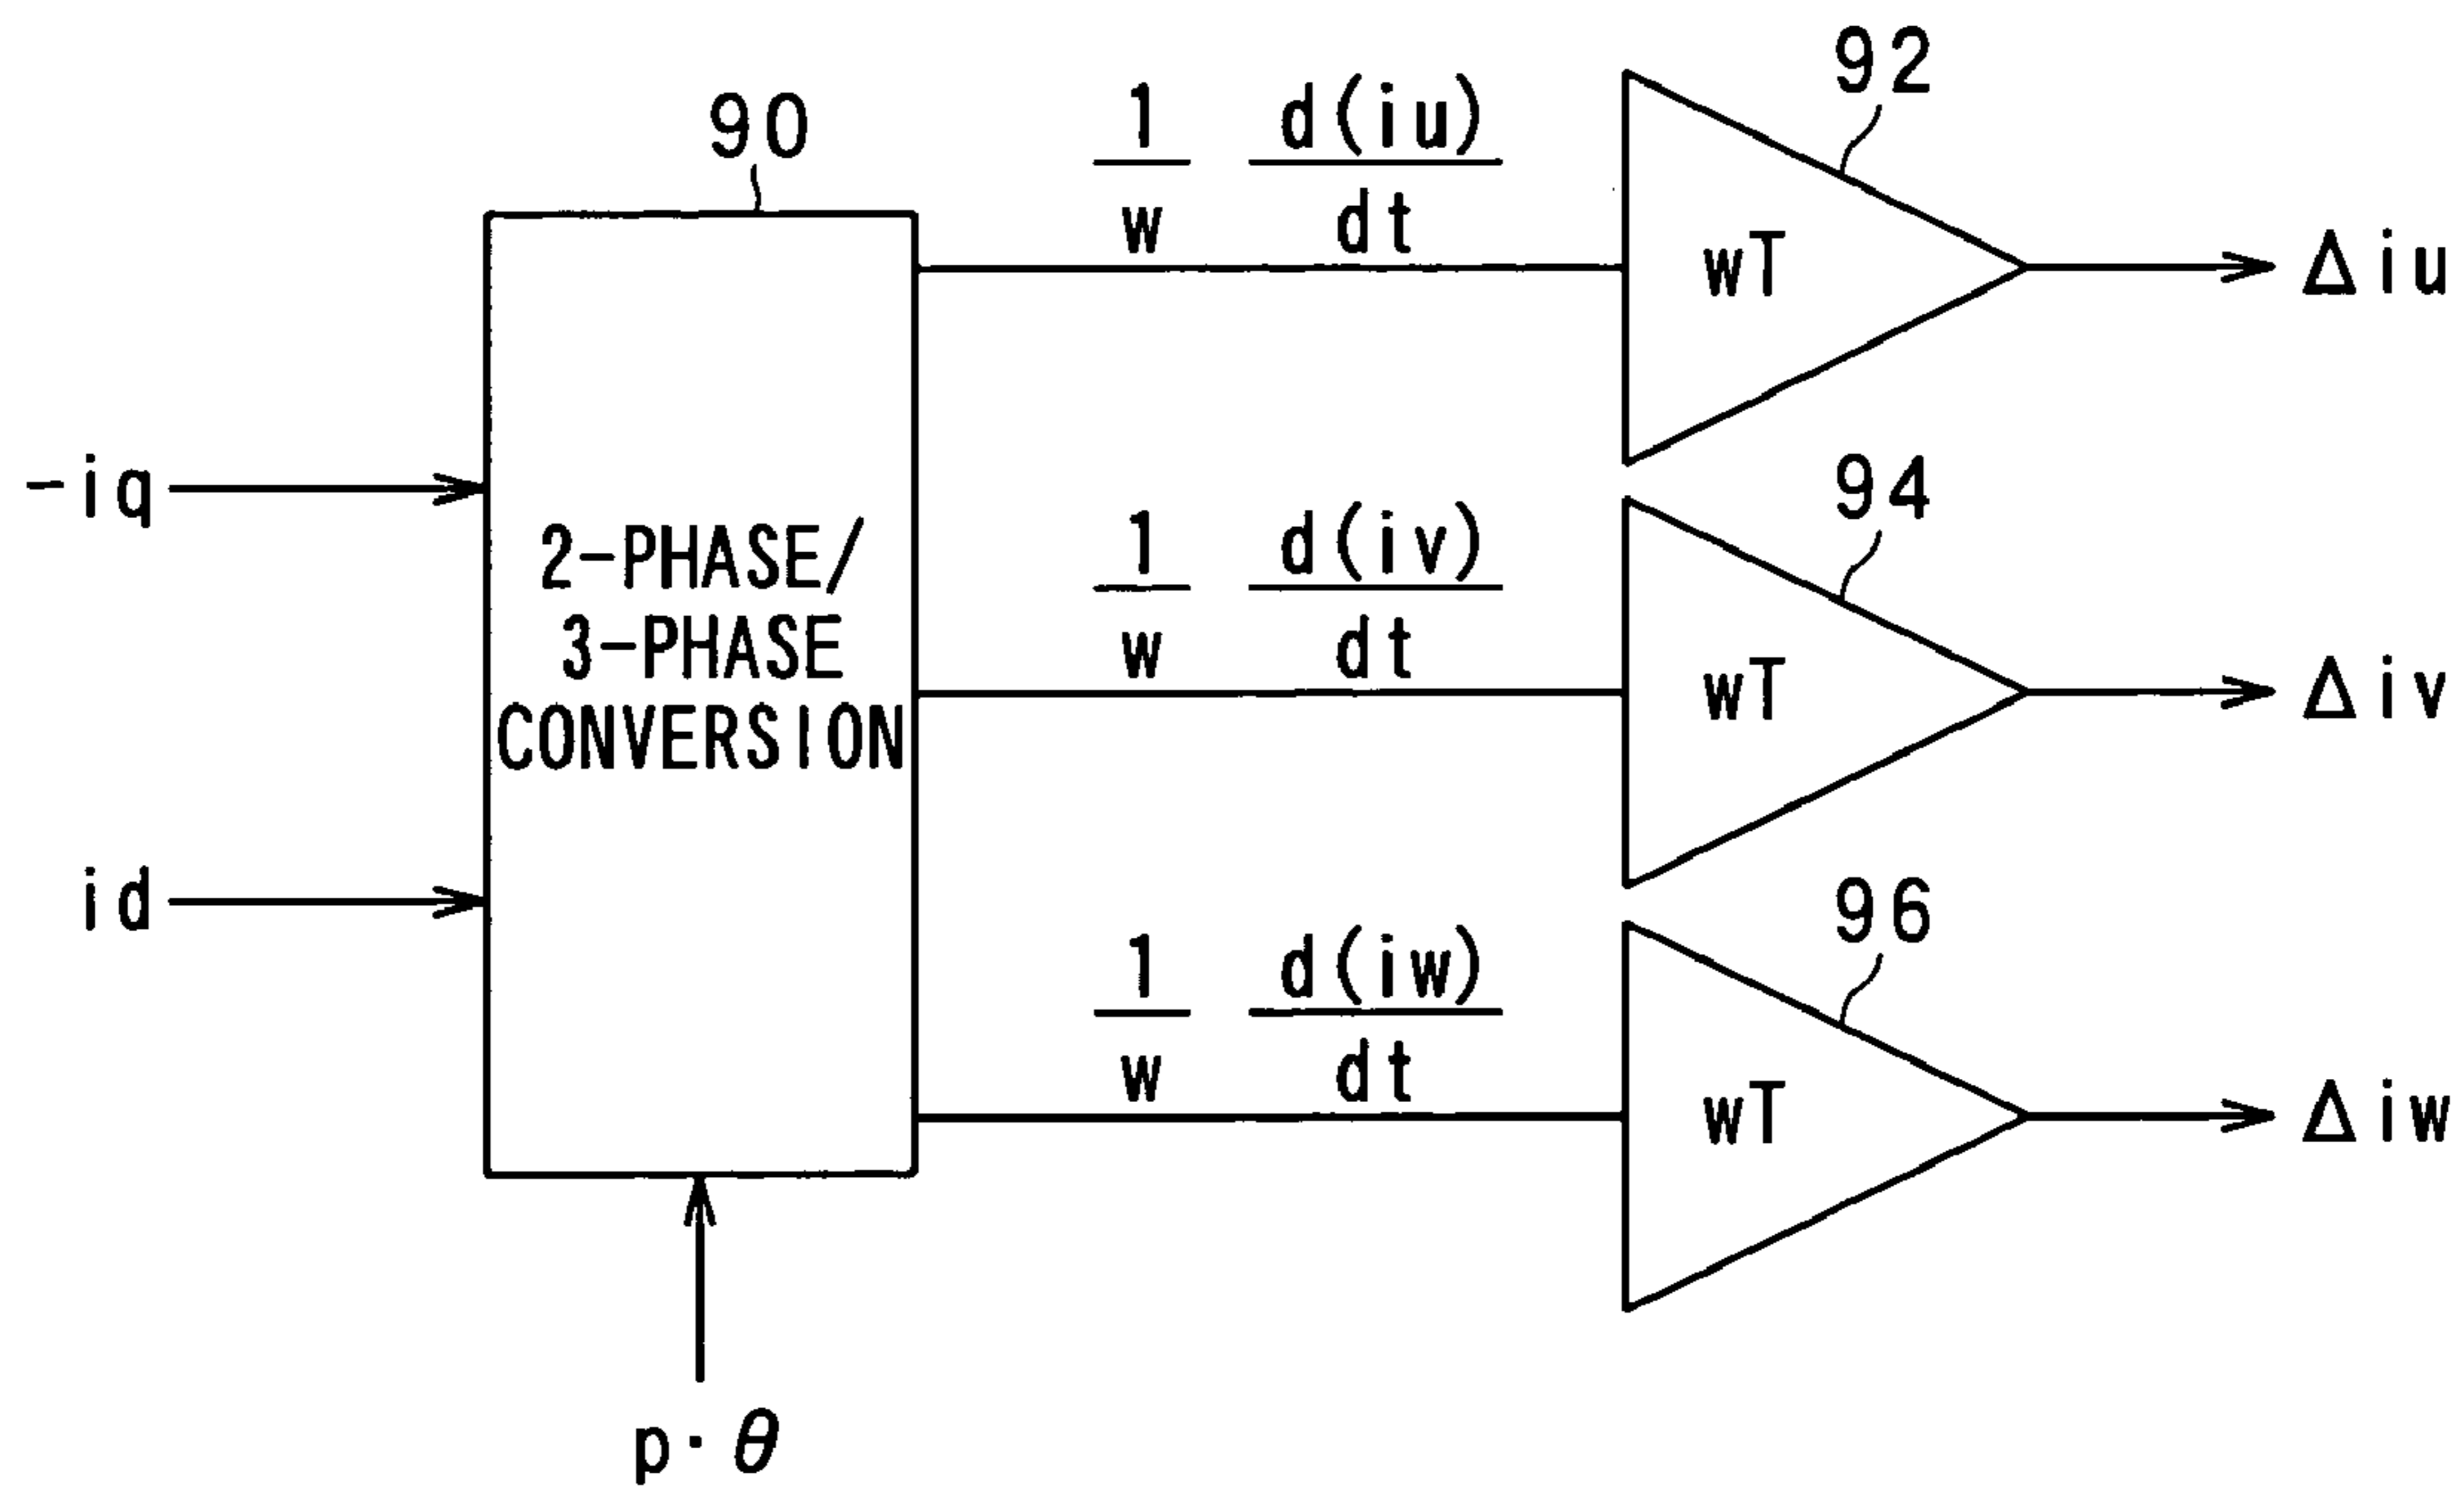 90
92
1 d(iu)
w dt
wT
Δiu
-iq
94
1 d(iv)
w dt
2-PHASE/
3-PHASE
CONVERSION
wT
Δiv
id
96
1 d(iw)
w dt
wT
Δiw
p·θ